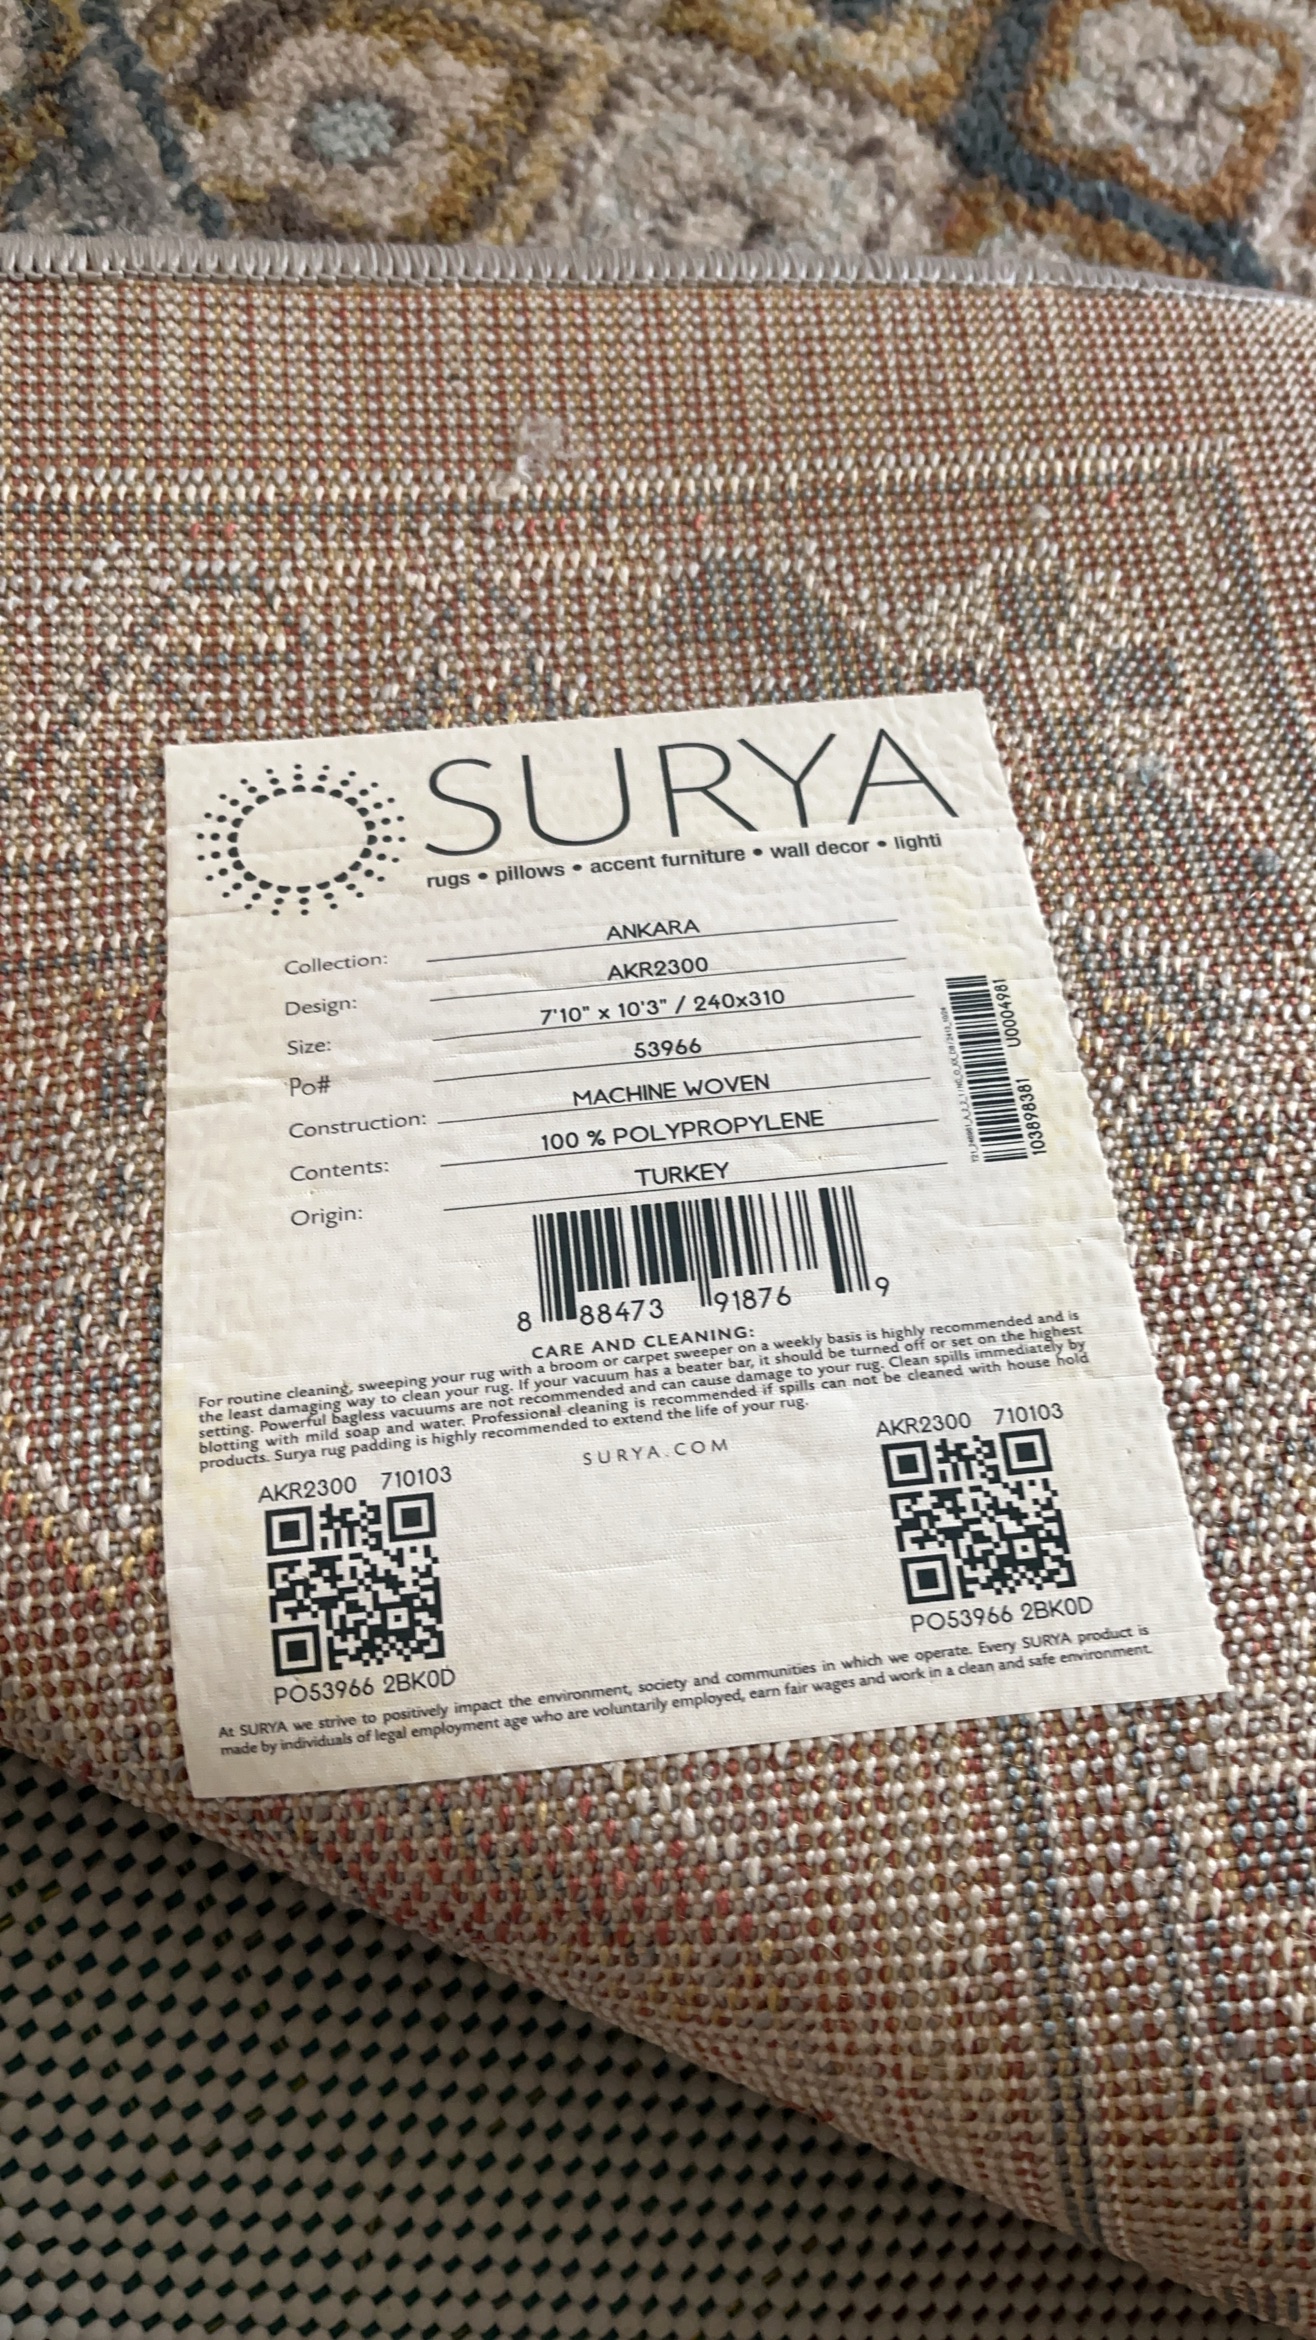 SURYA
rugs • pillows • accent furniture • wall decor • lighti
Collection: ANKARA
Design: AKR2300
Size: 7'10" x 10'3" / 240x310
Po# 53966
Construction: MACHINE WOVEN
Contents: 100 % POLYPROPYLENE
Origin: TURKEY
103898381 U0004981
8 88473 91876 9
CARE AND CLEANING:
For routine cleaning, sweeping your rug with a broom or carpet sweeper on a weekly basis is highly recommended and is
the least damaging way to clean your rug. If your vacuum has a beater bar, it should be turned off or set on the highest
setting. Powerful bagless vacuums are not recommended and can cause damage to your rug. Clean spills immediately by
blotting with mild soap and water. Professional cleaning is recommended if spills can not be cleaned with house hold
products. Surya rug padding is highly recommended to extend the life of your rug.
SURYA.COM
AKR2300 710103
PO53966 2BK0D
AKR2300 710103
PO53966 2BK0D
At SURYA we strive to positively impact the environment, society and communities in which we operate. Every SURYA product is
made by individuals of legal employment age who are voluntarily employed, earn fair wages and work in a clean and safe environment.